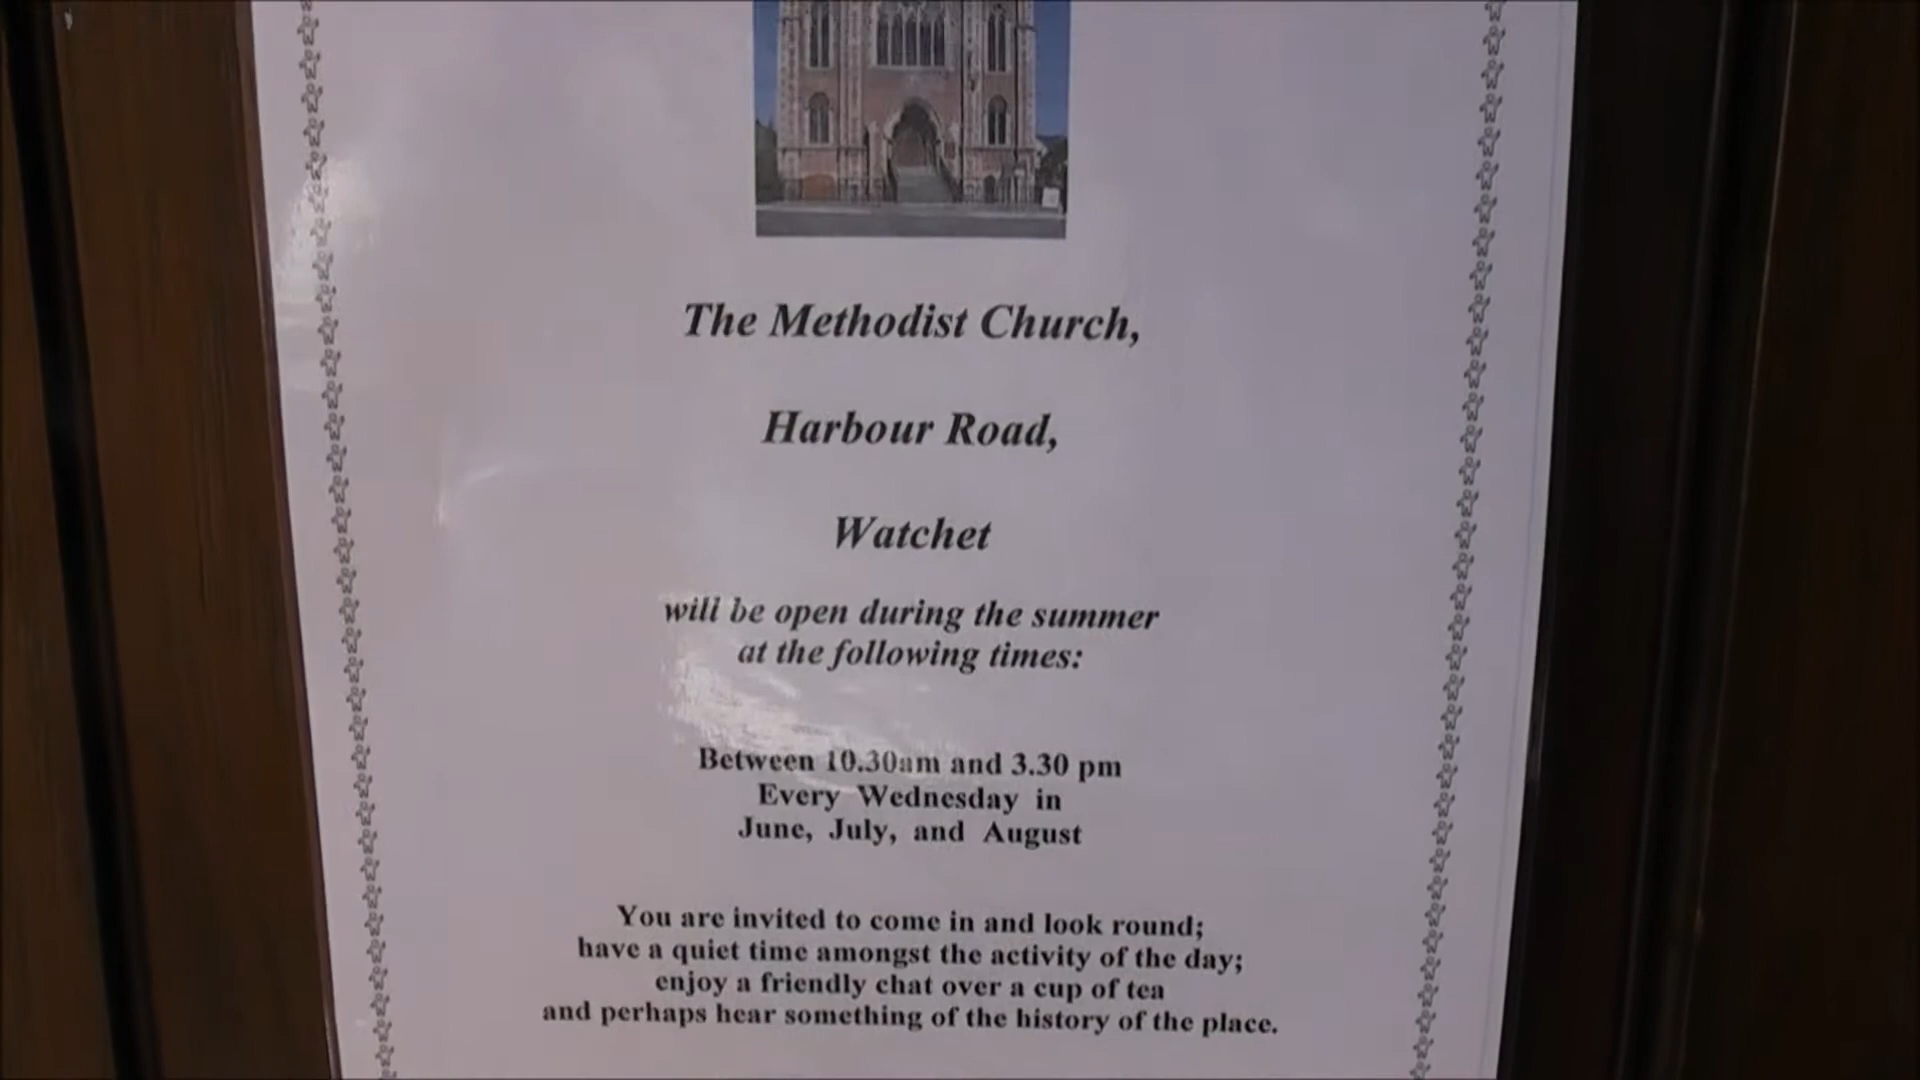 The Methodist Church,
Harbour Road,
Watchet
will be open during the summer
at the following times:
Between 10.30am and 3.30 pm
Every Wednesday in
June, July, and August
You are invited to come in and look round;
have a quiet time amongst the activity of the day;
enjoy a friendly chat over a cup of tea
and perhaps hear something of the history of the place.